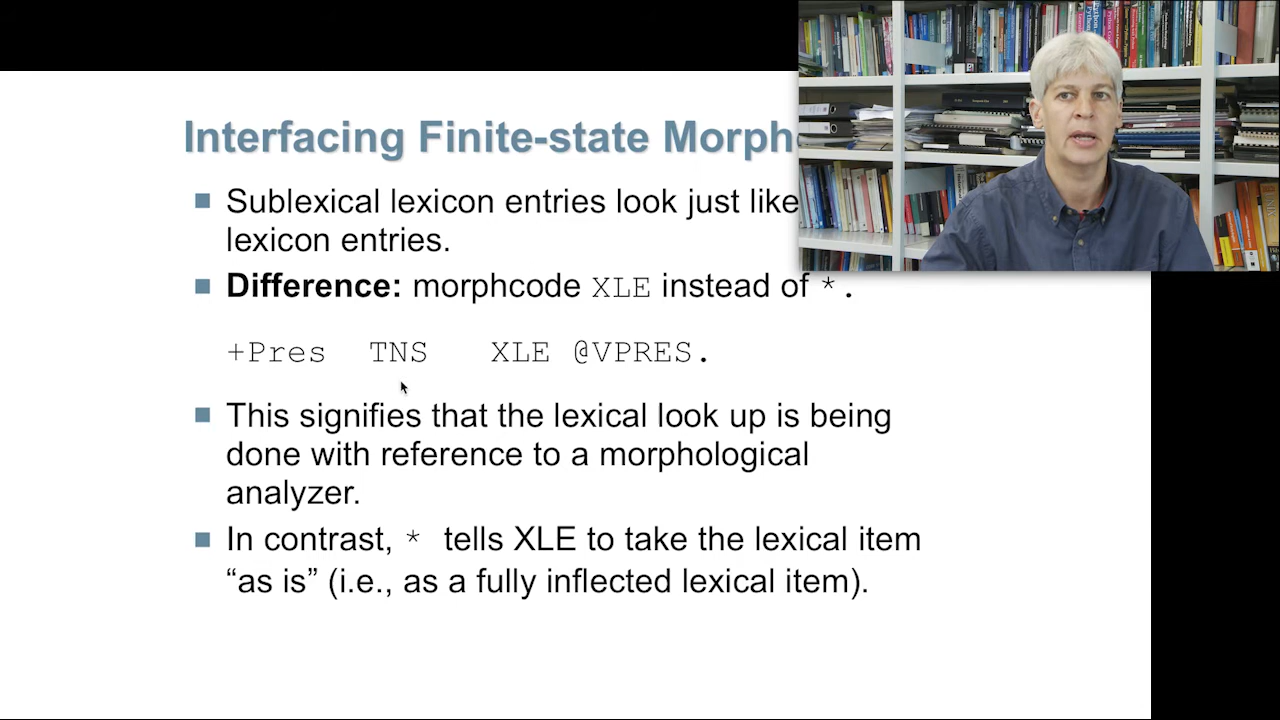 Interfacing Finite-state Morph
Sublexical lexicon entries look just like
lexicon entries.
Difference: morphcode XLE instead of *.
+Pres TNS XLE @VPRES.
This signifies that the lexical look up is being
done with reference to a morphological
analyzer.
In contrast, * tells XLE to take the lexical item
“as is” (i.e., as a fully inflected lexical item).